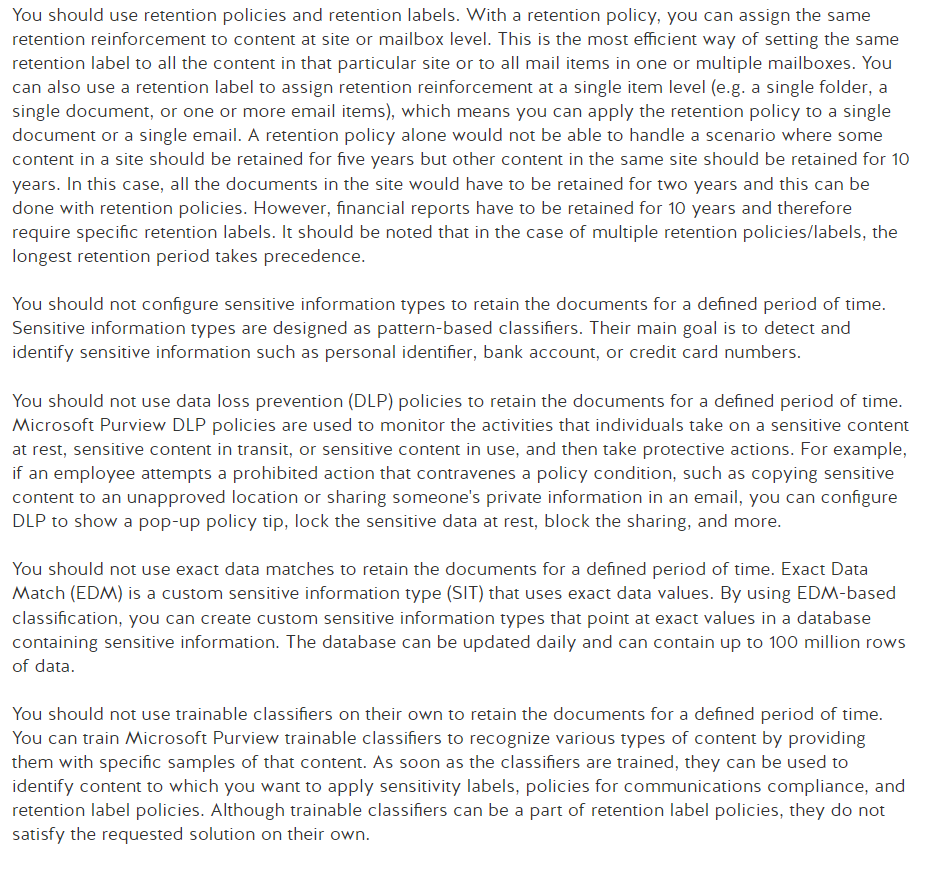 You should use retention policies and retention labels. With a retention policy, you can assign the same
retention reinforcement to content at site or mailbox level. This is the most efficient way of setting the same
retention label to all the content in that particular site or to all mail items in one or multiple mailboxes. You
can also use a retention label to assign retention reinforcement at a single item level (e.g. a single folder, a
single document, or one or more email items), which means you can apply the retention policy to a single
document or a single email. A retention policy alone would not be able to handle a scenario where some
content in a site should be retained for five years but other content in the same site should be retained for 10
years. In this case, all the documents in the site would have to be retained for two years and this can be
done with retention policies. However, financial reports have to be retained for 10 years and therefore
require specific retention labels. It should be noted that in the case of multiple retention policies/labels, the
longest retention period takes precedence.
You should not configure sensitive information types to retain the documents for a defined period of time.
Sensitive information types are designed as pattern-based classifiers. Their main goal is to detect and
identify sensitive information such as personal identifier, bank account, or credit card numbers.
You should not use data loss prevention (DLP) policies to retain the documents for a defined period of time.
Microsoft Purview DLP policies are used to monitor the activities that individuals take on a sensitive content
at rest, sensitive content in transit, or sensitive content in use, and then take protective actions. For example,
if an employee attempts a prohibited action that contravenes a policy condition, such as copying sensitive
content to an unapproved location or sharing someone's private information in an email, you can configure
DLP to show a pop-up policy tip, lock the sensitive data at rest, block the sharing, and more.
You should not use exact data matches to retain the documents for a defined period of time. Exact Data
Match (EDM) is a custom sensitive information type (SIT) that uses exact data values. By using EDM-based
classification, you can create custom sensitive information types that point at exact values in a database
containing sensitive information. The database can be updated daily and can contain up to 100 million rows
of data.
You should not use trainable classifiers on their own to retain the documents for a defined period of time.
You can train Microsoft Purview trainable classifiers to recognize various types of content by providing
them with specific samples of that content. As soon as the classifiers are trained, they can be used to
identify content to which you want to apply sensitivity labels, policies for communications compliance, and
retention label policies. Although trainable classifiers can be a part of retention label policies, they do not
satisfy the requested solution on their own.